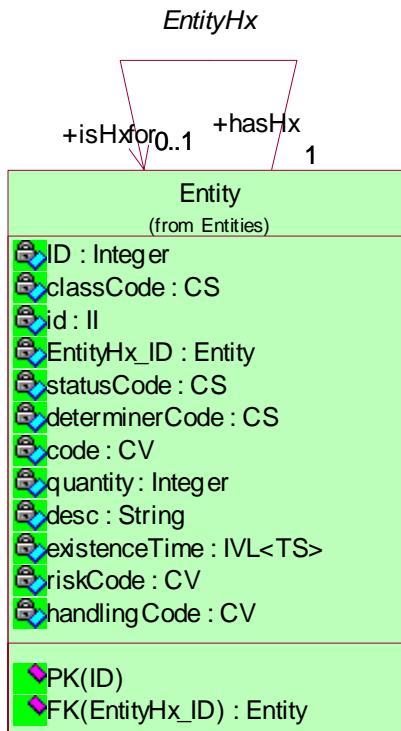 EntityHx
+isHxfor 0..1 +hasHx 1
Entity
(from Entities)
ID : Integer
classCode : CS
id : II
EntityHx_ID : Entity
statusCode : CS
determinerCode : CS
code : CV
quantity : Integer
desc : String
existenceTime : IVL<TS>
riskCode : CV
handlingCode : CV
PK(ID)
FK(EntityHx_ID) : Entity